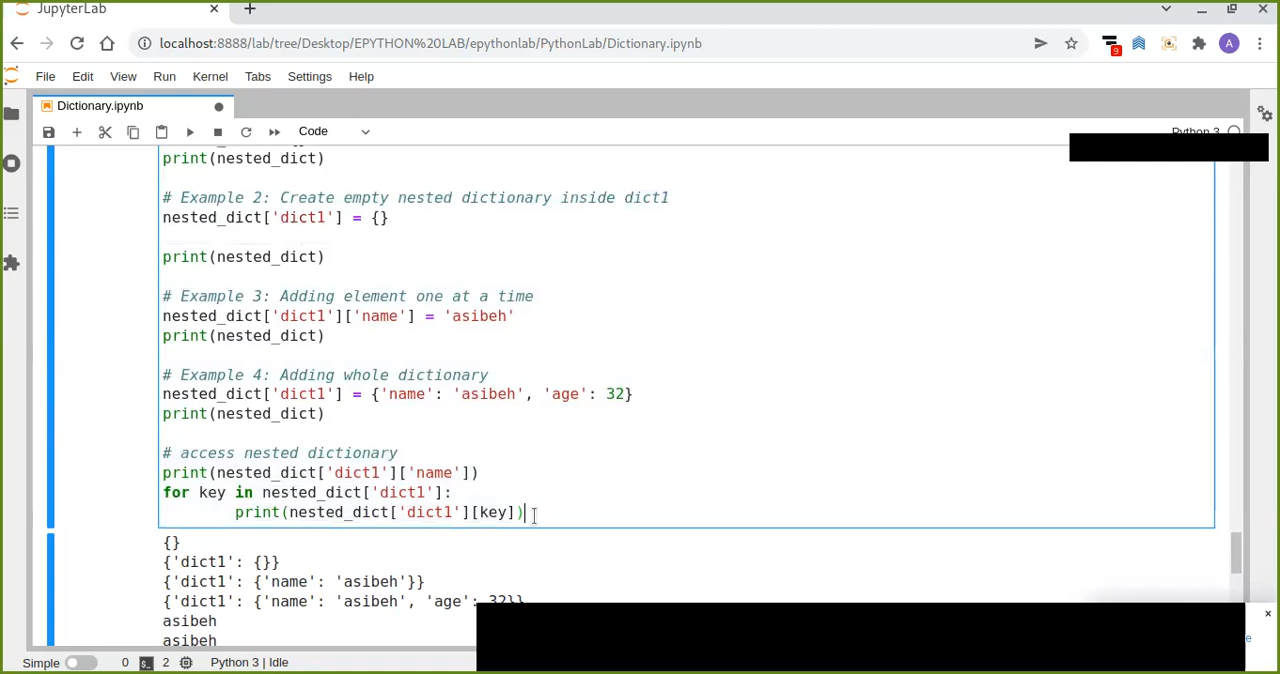 JupyterLab
localhost:8888/lab/tree/Desktop/EPYTHON%20LAB/epythonlab/PythonLab/Dictionary.ipynb
9
A
File Edit View Run Kernel Tabs Settings Help
Dictionary.ipynb
Code
Python 3
print(nested_dict)
# Example 2: Create empty nested dictionary inside dict1
nested_dict['dict1'] = {}
print(nested_dict)
# Example 3: Adding element one at a time
nested_dict['dict1']['name'] = 'asibeh'
print(nested_dict)
# Example 4: Adding whole dictionary
nested_dict['dict1'] = {'name': 'asibeh', 'age': 32}
print(nested_dict)
# access nested dictionary
print(nested_dict['dict1']['name'])
for key in nested_dict['dict1']:
print(nested_dict['dict1'][key])
{}
{'dict1': {}}
{'dict1': {'name': 'asibeh'}}
{'dict1': {'name': 'asibeh', 'age': 32}}
asibeh
asibeh
Simple 0 2 Python 3 | Idle